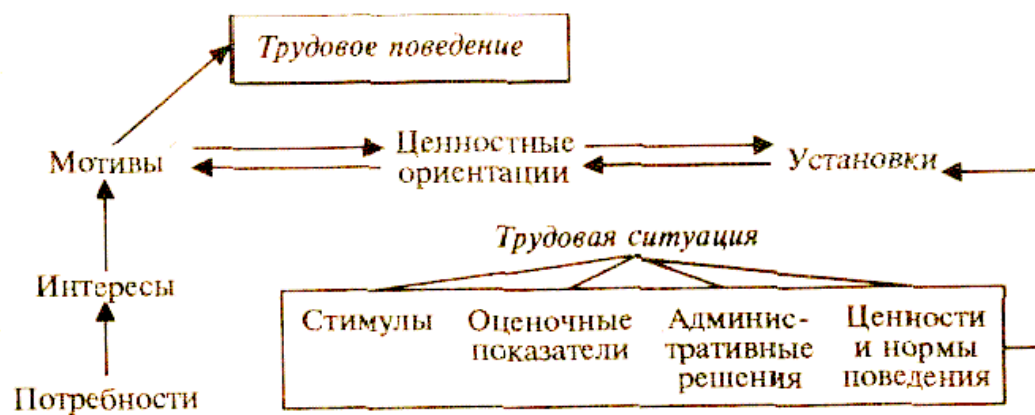 Трудовое поведение
Мотивы
Ценностные
ориентации
Установки
Трудовая ситуация
Интересы
Стимулы
Оценочные
показатели
Админис-
тративные
решения
Ценности
и нормы
поведения
Потребности